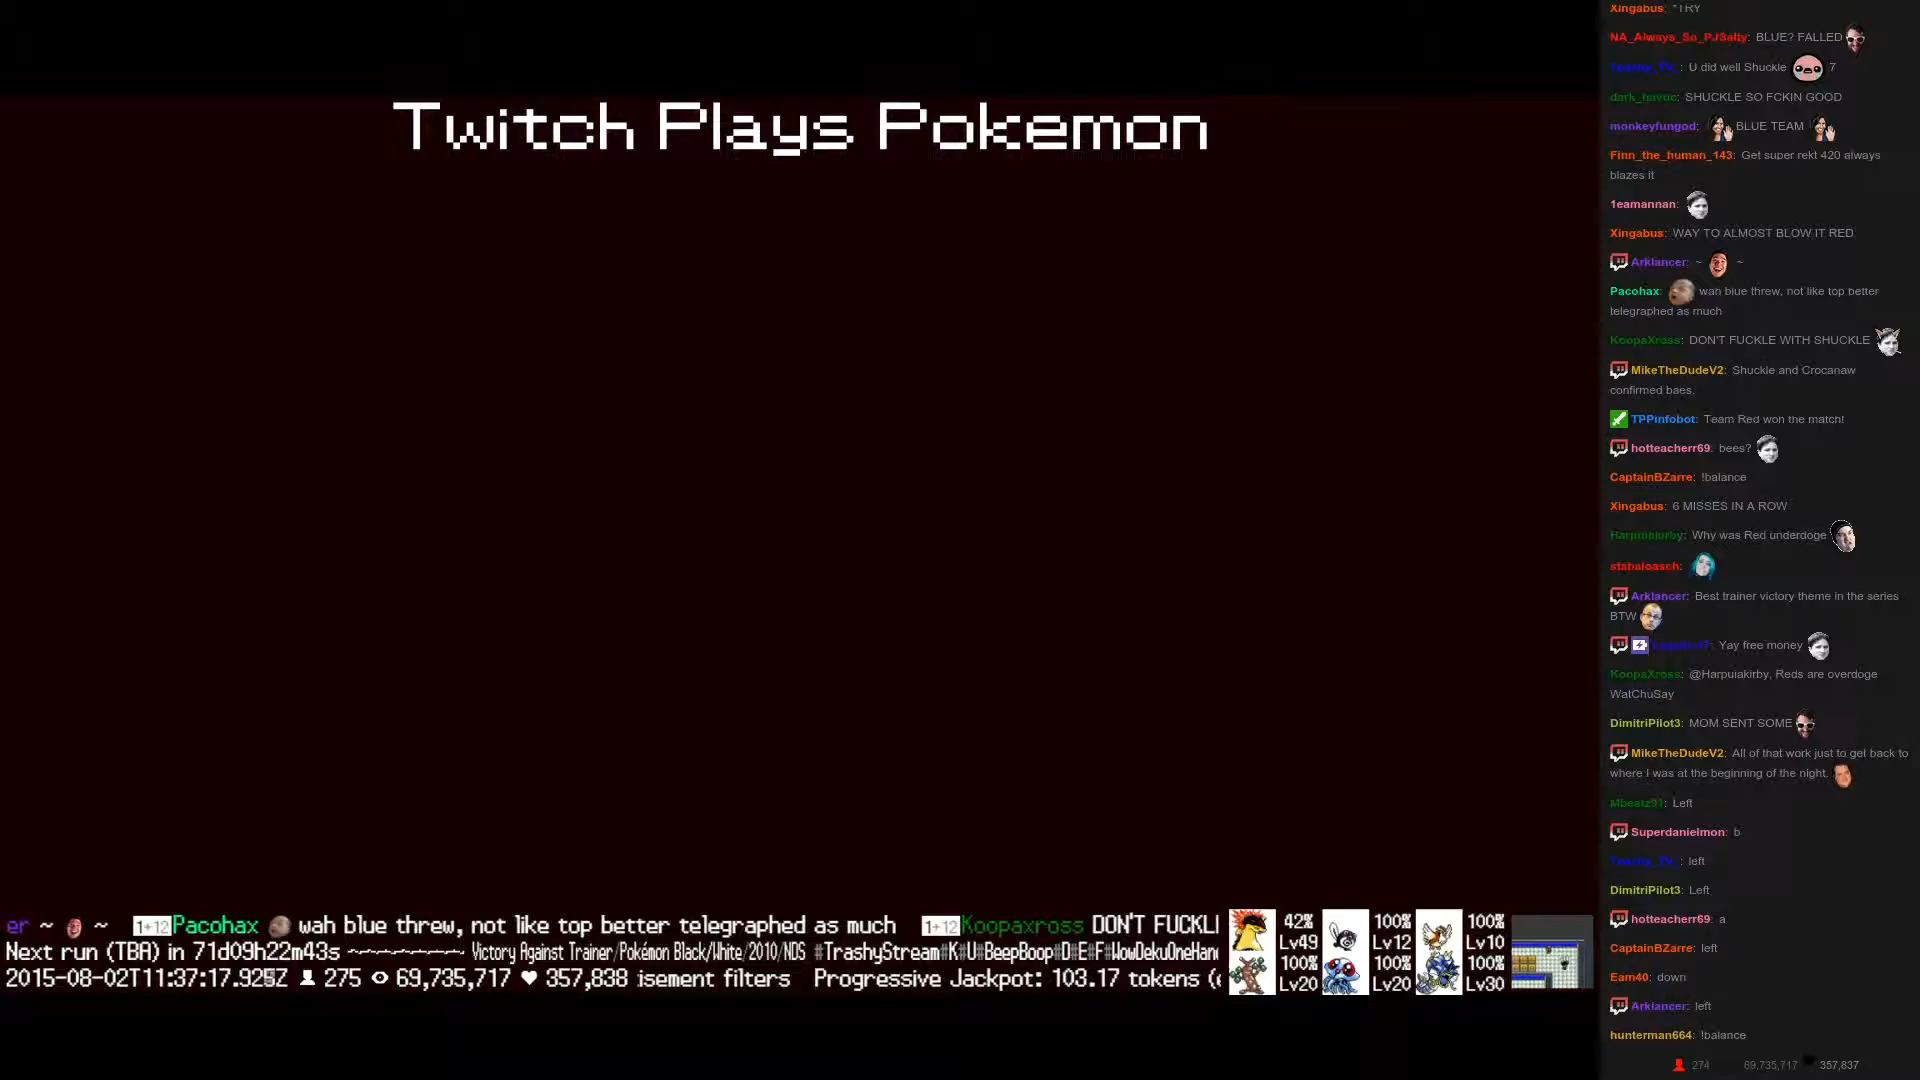 Twitch Plays Pokemon
er ~ ~ 1+12 Pacohax wah blue threw, not like top better telegraphed as much 1+12 Koopaxross DON'T FUCKL
Next run (TBA) in 71d09h22m43s Victory Against Trainer/Pokémon Black/White/2010/NDS #TrashyStream#K#U#BeepBoop#D#E#F#WowDekuOneHan
275 69,735,717 357,838 isement filters Progressive Jackpot: 103.17 tokens
42% 100% 100%
Lv49 Lv12 Lv10
100% 100% 100%
Lv20 Lv20 Lv30
Xingabus: "TRY
NA_Always_So_PJSalty: BLUE? FALLED
U did well Shuckle 7
dark_havoc: SHUCKLE SO FCKIN GOOD
monkeyfungod: BLUE TEAM
Finn_the_human_143: Get super rekt 420 always
blazes it
1eamannan:
Xingabus: WAY TO ALMOST BLOW IT RED
Arklancer: ~ ~
Pacohax: wah blue threw, not like top better
telegraphed as much
KoopaXross: DON'T FUCKLE WITH SHUCKLE
MikeTheDudeV2: Shuckle and Crocanaw
confirmed baes.
TPPinfobot: Team Red won the match!
hotteacherr69: bees?
CaptainBZarre: !balance
Xingabus: 6 MISSES IN A ROW
Harpuiakirby: Why was Red underdoge
stabaloasch:
Arklancer: Best trainer victory theme in the series
BTW
Yay free money
KoopaXross: @Harpuiakirby, Reds are overdoge
WatChuSay
DimitriPilot3: MOM SENT SOME
MikeTheDudeV2: All of that work just to get back to
where I was at the beginning of the night.
Mbeatz91: Left
Superdanielmon: b
left
DimitriPilot3: Left
hotteacherr69: a
CaptainBZarre: left
Eam40: down
Arklancer: left
hunterman664: !balance
274 69,735,717 357,837